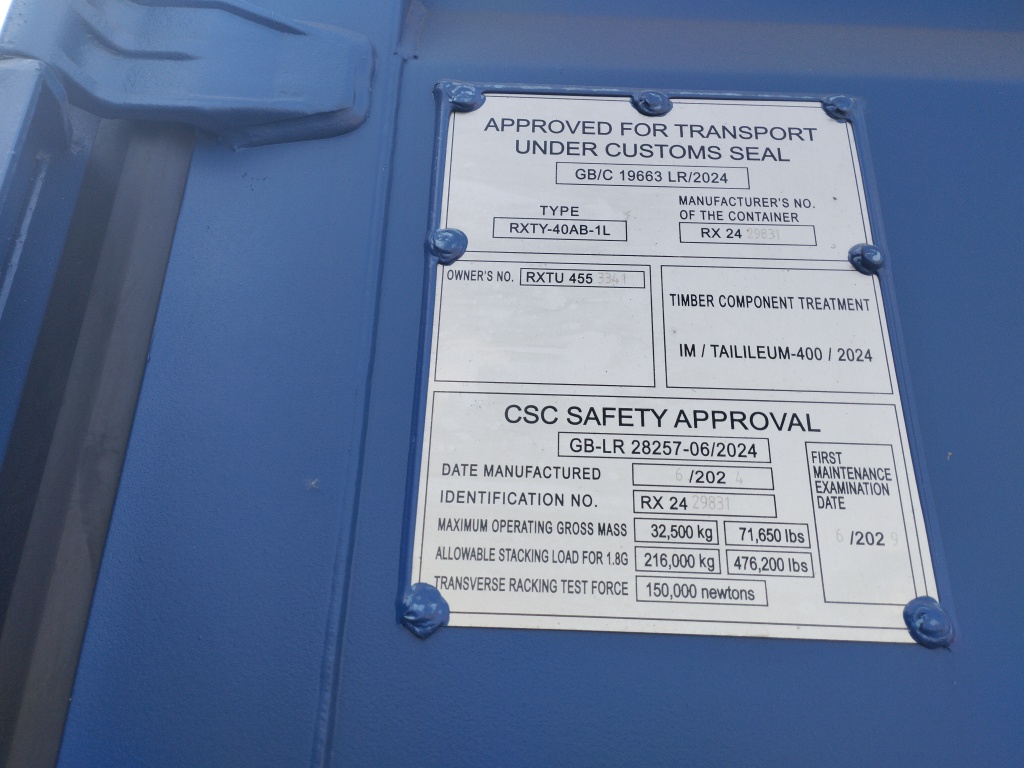 APPROVED FOR TRANSPORT
UNDER CUSTOMS SEAL
GB/C 19663 LR/2024
TYPE
RXTY-40AB-1L
MANUFACTURER'S NO.
OF THE CONTAINER
RX 24 29831
OWNER'S NO. RXTU 455 3341
TIMBER COMPONENT TREATMENT
IM / TAILILEUM-400 / 2024
CSC SAFETY APPROVAL
GB-LR 28257-06/2024
DATE MANUFACTURED 6 /202 4
IDENTIFICATION NO. RX 24 29831
MAXIMUM OPERATING GROSS MASS 32,500 kg 71,650 lbs
ALLOWABLE STACKING LOAD FOR 1.8G 216,000 kg 476,200 lbs
TRANSVERSE RACKING TEST FORCE 150,000 newtons
FIRST
MAINTENANCE
EXAMINATION
DATE
6 /202 9